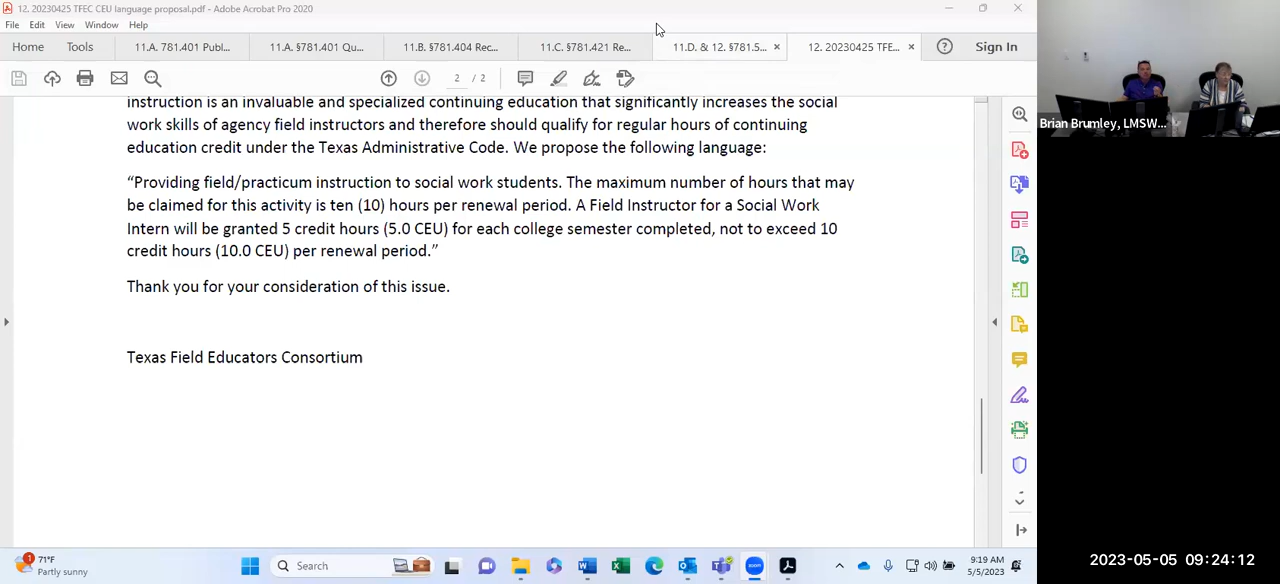 12. 20230425 TFEC CEU language proposal.pdf - Adobe Acrobat Pro 2020
File Edit View Window Help
Home Tools 11.A. 781.401 Publ... 11.A. §781.401 Qu... 11.B. §781.404 Rec... 11.C. §781.421 Re... 11.D. & 12. §781.5... × 12. 20230425 TFE... × Sign In
2 / 2
instruction is an invaluable and specialized continuing education that significantly increases the social
work skills of agency field instructors and therefore should qualify for regular hours of continuing
education credit under the Texas Administrative Code. We propose the following language:
“Providing field/practicum instruction to social work students. The maximum number of hours that may
be claimed for this activity is ten (10) hours per renewal period. A Field Instructor for a Social Work
Intern will be granted 5 credit hours (5.0 CEU) for each college semester completed, not to exceed 10
credit hours (10.0 CEU) per renewal period.”
Thank you for your consideration of this issue.
Texas Field Educators Consortium
Brian Brumley, LMSW...
1
71°F
Partly sunny
Search
zoom
9:19 AM
5/5/2023
2023-05-05 09:24:12